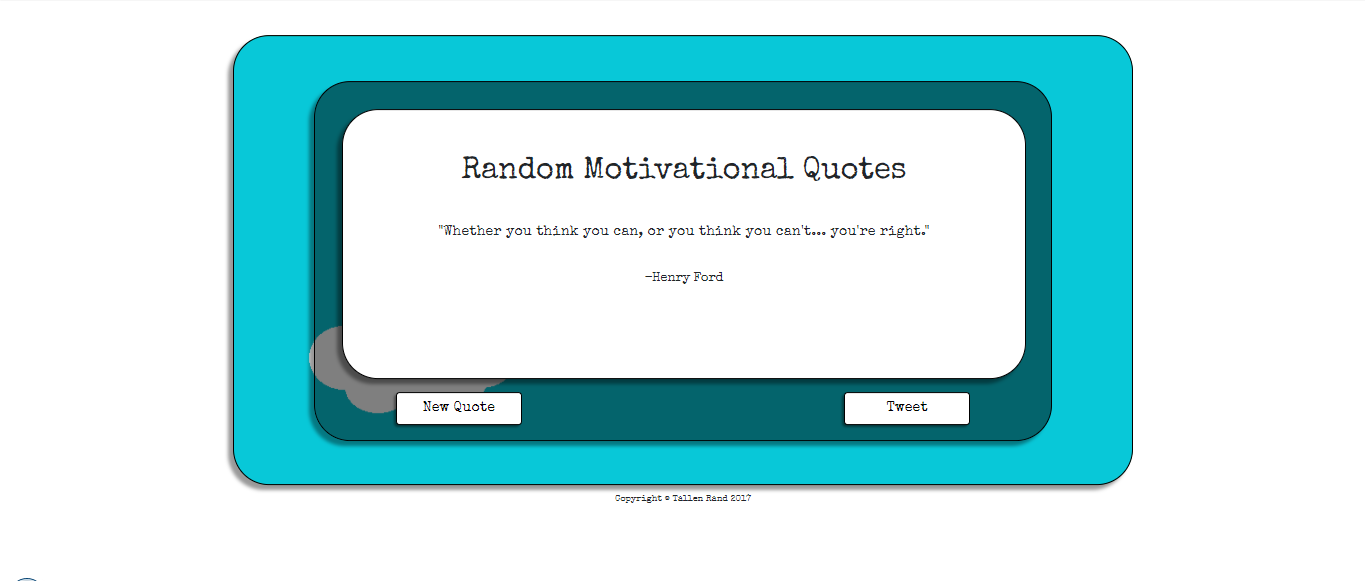 Random Motivational Quotes
"Whether you think you can, or you think you can't... you're right."
-Henry Ford
New Quote
Tweet
Copyright © Tallen Rand 2017